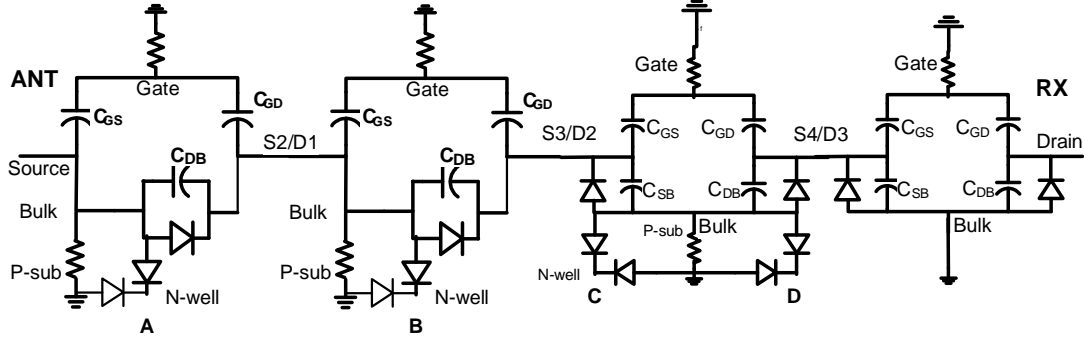 ANT
Gate
Gate
Gate
Gate
RX
CGS
CGD
CGS
CGD
CGS
CGD
CGS
CGD
Source
S2/D1
S3/D2
S4/D3
Drain
CDB
CDB
CSB
CDB
CSB
CDB
Bulk
Bulk
P-sub
Bulk
Bulk
P-sub
N-well
P-sub
N-well
N-well
A
B
C
D